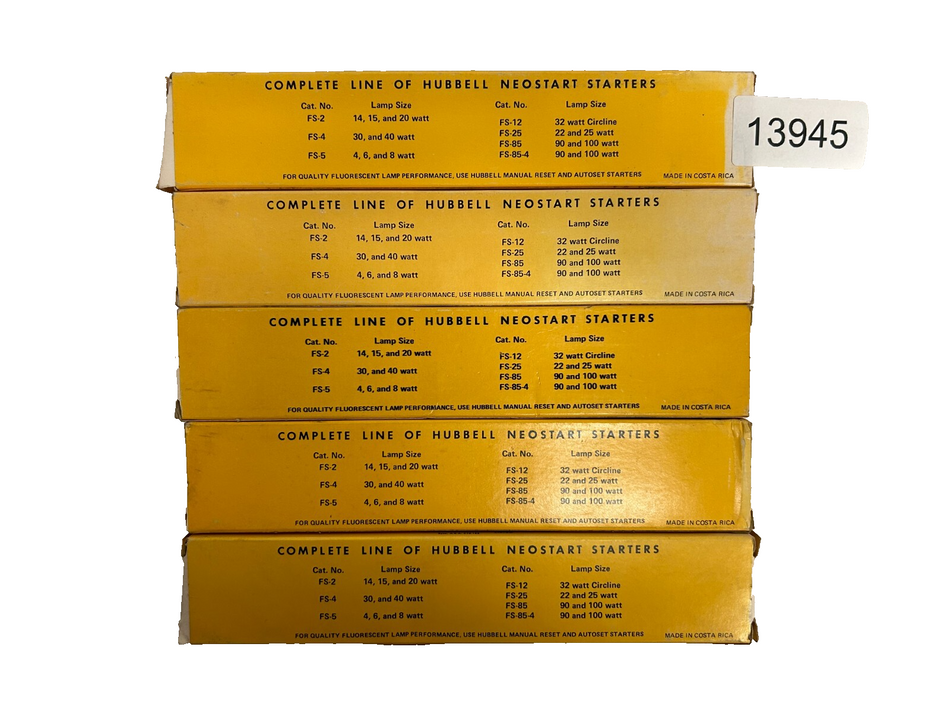 COMPLETE LINE OF HUBBELL NEOSTART STARTERS
Cat. No. Lamp Size Cat. No. Lamp Size
FS-2 14, 15, and 20 watt FS-12 32 watt Circline
FS-4 30, and 40 watt FS-25 22 and 25 watt
FS-85 90 and 100 watt
FS-5 4, 6, and 8 watt FS-85-4 90 and 100 watt
FOR QUALITY FLUORESCENT LAMP PERFORMANCE, USE HUBBELL MANUAL RESET AND AUTOSET STARTERS MADE IN COSTA RICA
13945
COMPLETE LINE OF HUBBELL NEOSTART STARTERS
Cat. No. Lamp Size Cat. No. Lamp Size
FS-2 14, 15, and 20 watt FS-12 32 watt Circline
FS-4 30, and 40 watt FS-25 22 and 25 watt
FS-85 90 and 100 watt
FS-5 4, 6, and 8 watt FS-85-4 90 and 100 watt
FOR QUALITY FLUORESCENT LAMP PERFORMANCE, USE HUBBELL MANUAL RESET AND AUTOSET STARTERS MADE IN COSTA RICA
COMPLETE LINE OF HUBBELL NEOSTART STARTERS
Cat. No. Lamp Size Cat. No. Lamp Size
FS-2 14, 15, and 20 watt FS-12 32 watt Circline
FS-4 30, and 40 watt FS-25 22 and 25 watt
FS-85 90 and 100 watt
FS-5 4, 6, and 8 watt FS-85-4 90 and 100 watt
FOR QUALITY FLUORESCENT LAMP PERFORMANCE, USE HUBBELL MANUAL RESET AND AUTOSET STARTERS MADE IN COSTA RICA
COMPLETE LINE OF HUBBELL NEOSTART STARTERS
Cat. No. Lamp Size Cat. No. Lamp Size
FS-2 14, 15, and 20 watt FS-12 32 watt Circline
FS-4 30, and 40 watt FS-25 22 and 25 watt
FS-85 90 and 100 watt
FS-5 4, 6, and 8 watt FS-85-4 90 and 100 watt
FOR QUALITY FLUORESCENT LAMP PERFORMANCE, USE HUBBELL MANUAL RESET AND AUTOSET STARTERS MADE IN COSTA RICA
COMPLETE LINE OF HUBBELL NEOSTART STARTERS
Cat. No. Lamp Size Cat. No. Lamp Size
FS-2 14, 15, and 20 watt FS-12 32 watt Circline
FS-4 30, and 40 watt FS-25 22 and 25 watt
FS-85 90 and 100 watt
FS-5 4, 6, and 8 watt FS-85-4 90 and 100 watt
FOR QUALITY FLUORESCENT LAMP PERFORMANCE, USE HUBBELL MANUAL RESET AND AUTOSET STARTERS MADE IN COSTA RICA